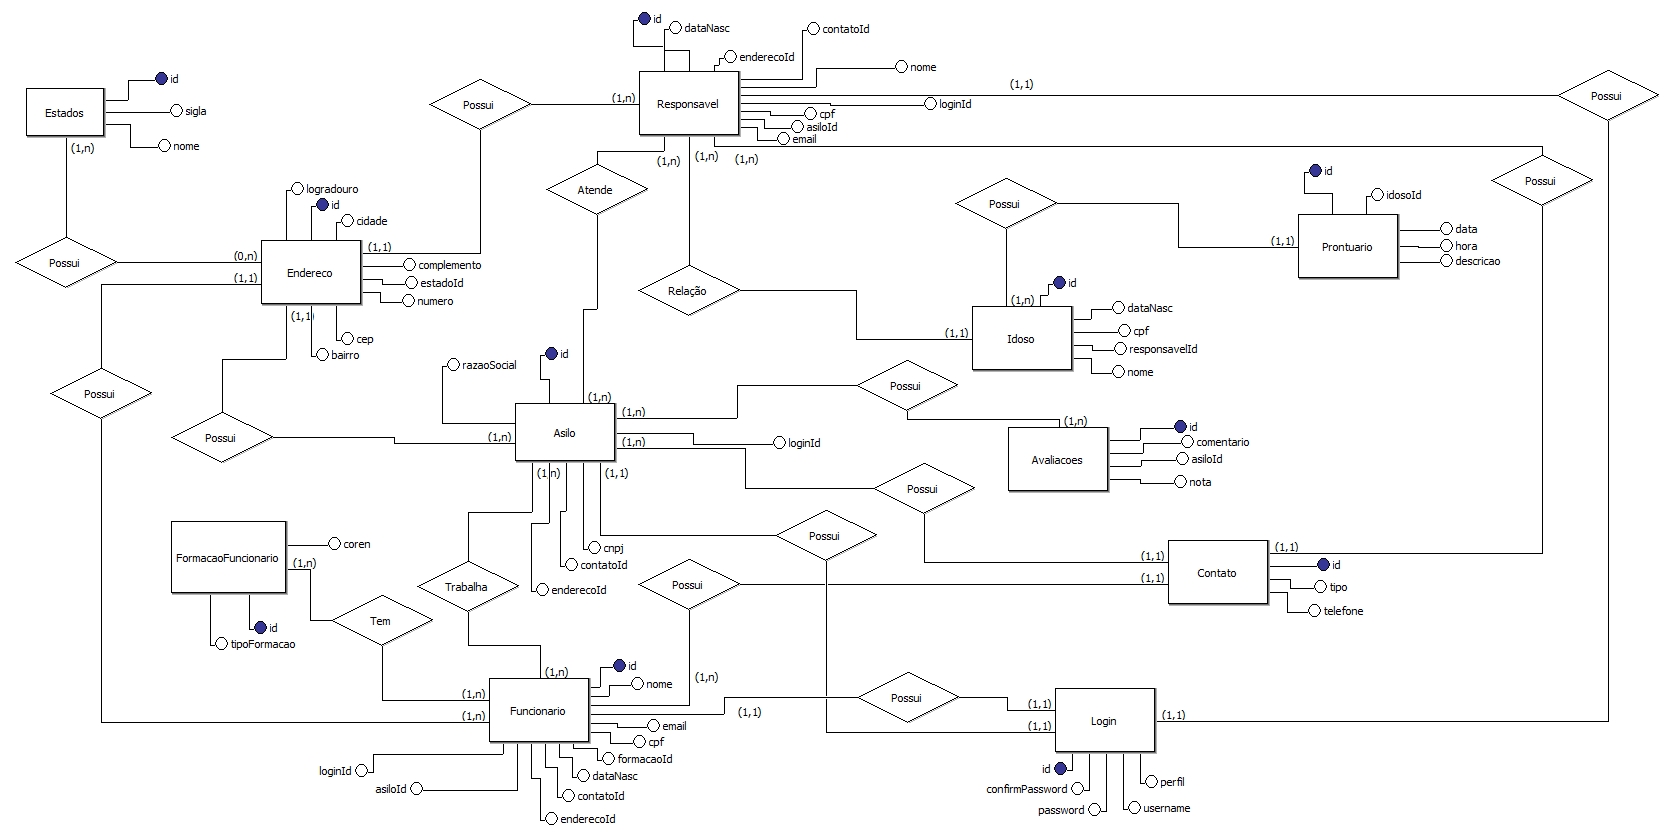 id
dataNasc
contatoId
enderecoId
nome
id
sigla
nome
Estados
(1,n)
Possui
(1,n)
Responsavel
(1,1)
loginId
cpf
asiloId
email
Possui
(1,n)
(1,n)
(1,n)
Atende
Possui
id
idosoId
Possui
logradouro
id
cidade
(1,1)
Possui
(0,n)
(1,1)
Endereco
complemento
estadoId
numero
(1,1)
cep
bairro
Relação
(1,1)
Prontuario
data
hora
descricao
(1,n)
id
(1,1)
Idoso
dataNasc
cpf
responsavelId
nome
razaoSocial
id
Possui
Possui
(1,n)
Asilo
(1,n)
(1,n)
(1,n)
loginId
Possui
(1,n)
Avaliacoes
id
comentario
asiloId
nota
Possui
(1,n)
(1,1)
Possui
Possui
cnpj
contatoId
enderecoId
FormacaoFuncionario
coren
(1,n)
id
tipoFormacao
Tem
Trabalha
Possui
(1,1)
(1,1)
(1,1)
Contato
id
tipo
telefone
(1,n)
(1,n)
(1,n)
Funcionario
id
nome
(1,n)
(1,1)
email
cpf
formacaoId
dataNasc
contatoId
enderecoId
loginId
asiloId
Possui
(1,1)
(1,1)
Login
(1,1)
id
confirmPassword
password
username
perfil